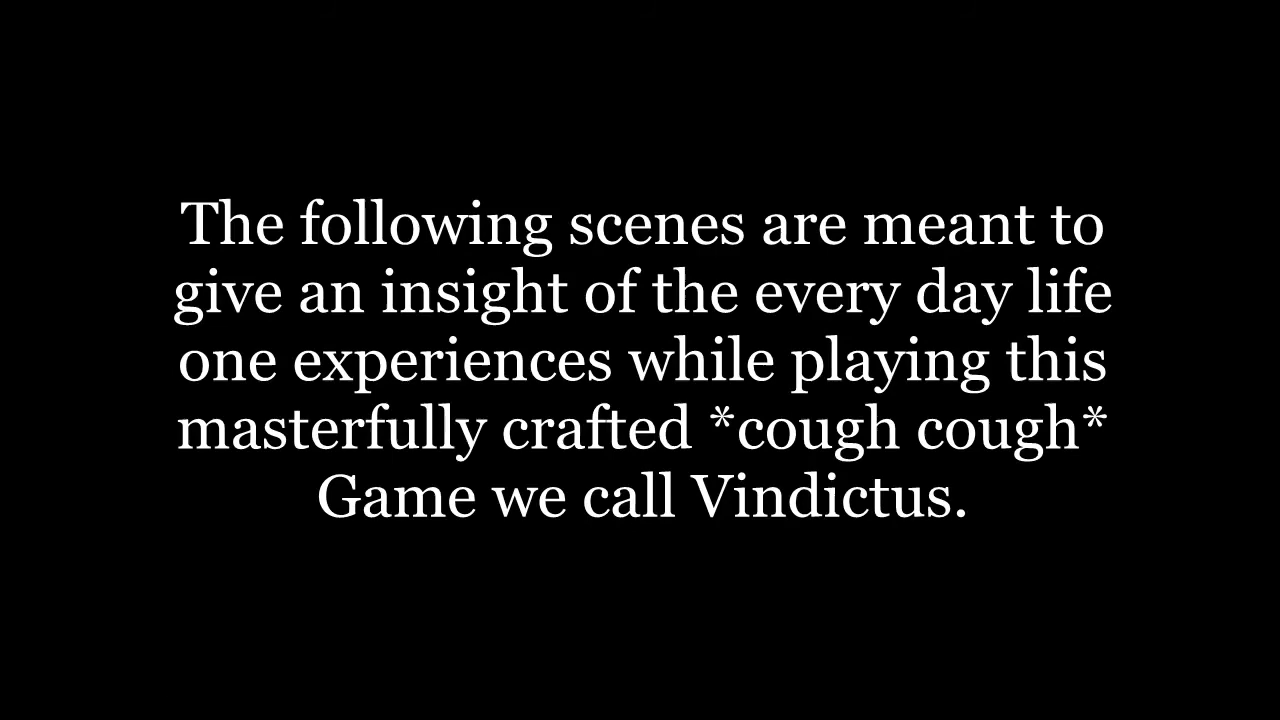 The following scenes are meant to
give an insight of the every day life
one experiences while playing this
masterfully crafted *cough cough*
Game we call Vindictus.